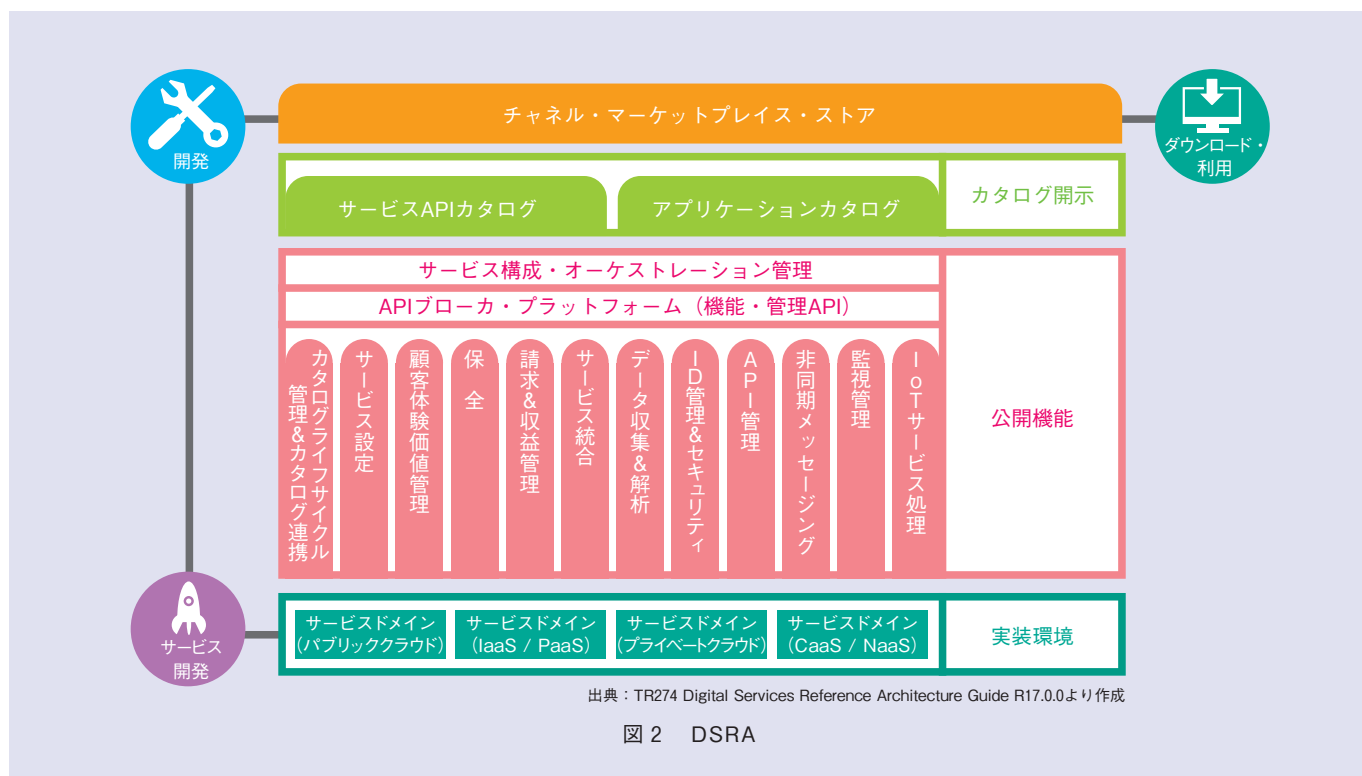 開発
チャネル・マーケットプレイス・ストア
ダウンロード・
利用
サービスAPIカタログ
アプリケーションカタログ
カタログ開示
サービス構成・オーケストレーション管理
APIブローカ・プラットフォーム（機能・管理API）
カタログライフサイクル
管理&カタログ連携
サービス設定
顧客体験価値管理
保全
請求&収益管理
サービス統合
データ収集&解析
ID管理&セキュリティ
API管理
非同期メッセージング
監視管理
IoTサービス処理
公開機能
サービス
開発
サービスドメイン
(パブリッククラウド)
サービスドメイン
(IaaS / PaaS)
サービスドメイン
(プライベートクラウド)
サービスドメイン
(CaaS / NaaS)
実装環境
出典：TR274 Digital Services Reference Architecture Guide R17.0.0より作成
図2　DSRA